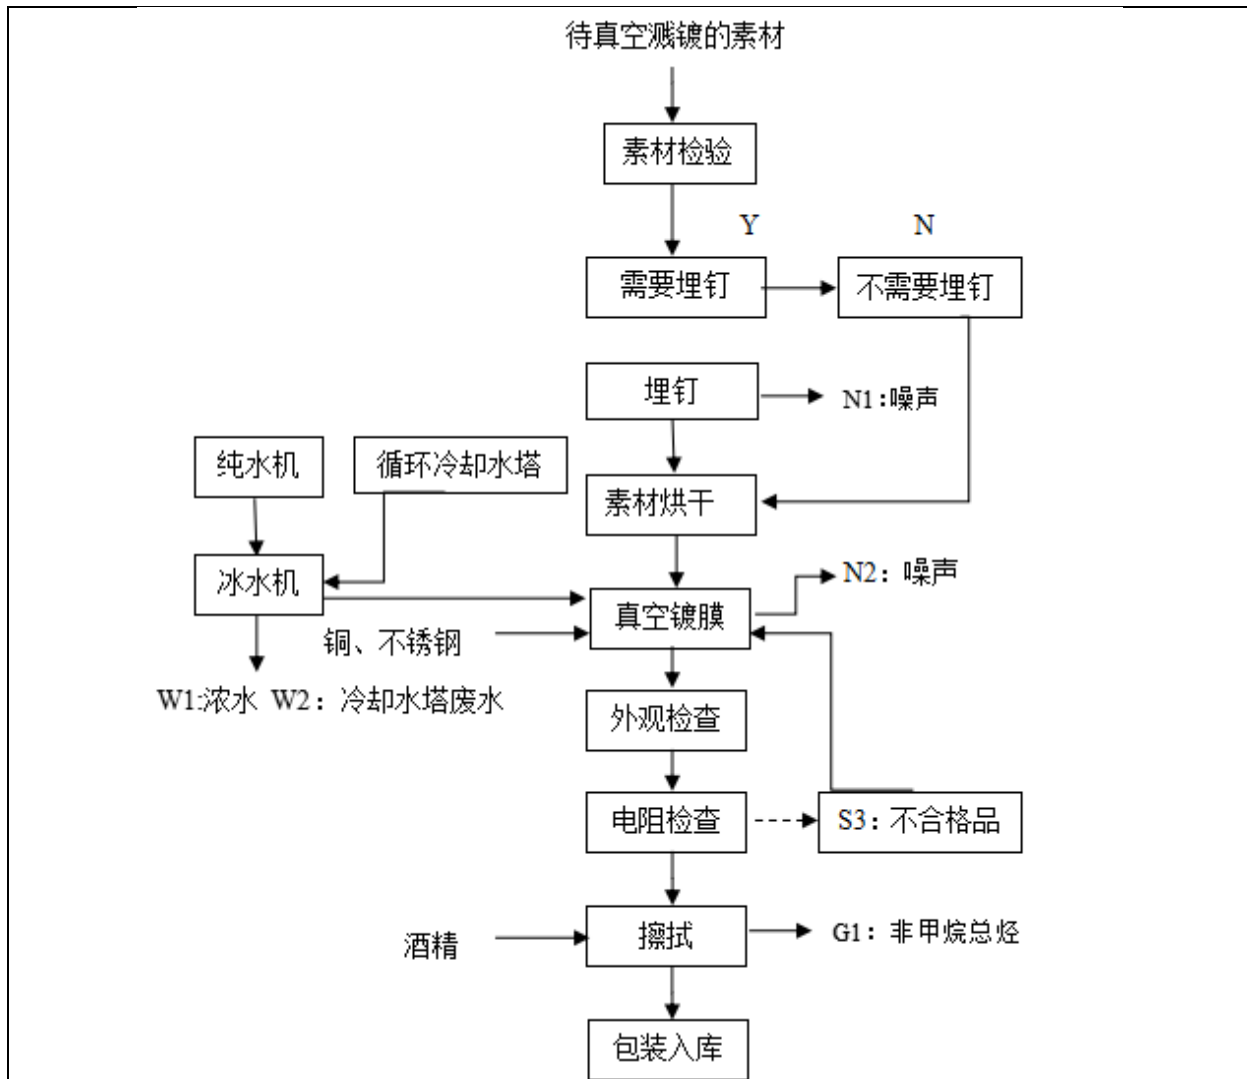 待真空溅镀的素材
素材检验
Y
N
需要埋钉
不需要埋钉
埋钉
N1:噪声
纯水机
循环冷却水塔
素材烘干
冰水机
N2：噪声
真空镀膜
铜、不锈钢
W1:浓水 W2：冷却水塔废水
外观检查
电阻检查
S3：不合格品
擦拭
酒精
G1：非甲烷总烃
包装入库